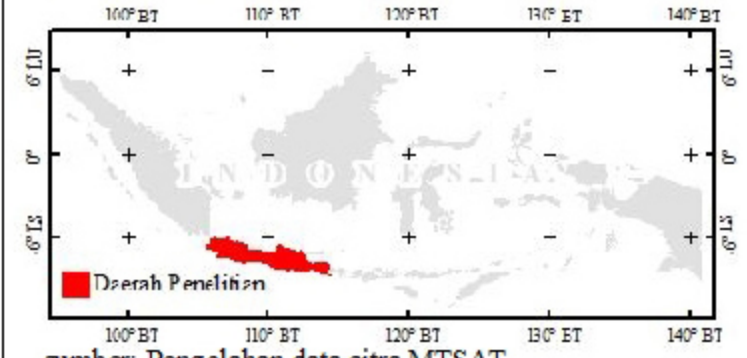 100° BT 110° BT 120° BT 130° BT 140° BT
6°LU 6°LU
0° 0°
INDONESIA
-6°LS -6°LS
Daerah Penelitian
100° BT 110° BT 120° BT 130° BT 140° BT
sumber: Pengolahan data citra MTSAT